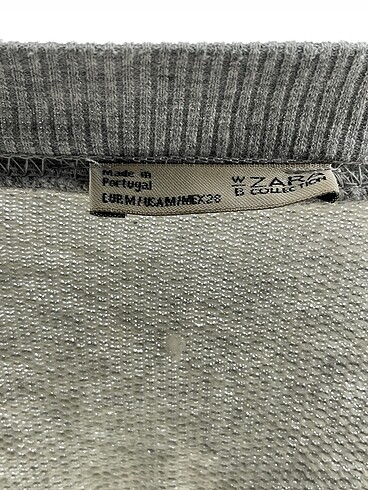 Made in
Portugal
EUR M/USA M/MEX 28
W ZARA
B COLLECTION